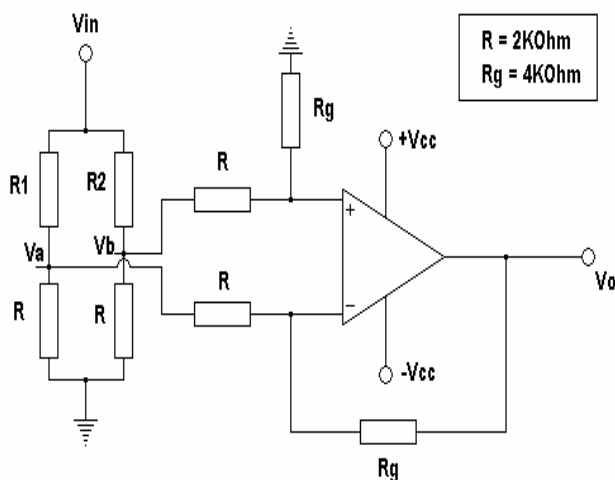 Vin
R = 2KOhm
Rg = 4KOhm
Rg
+Vcc
R
R1
R2
+
Va
Vb
Vo
R
R
R
−
-Vcc
Rg